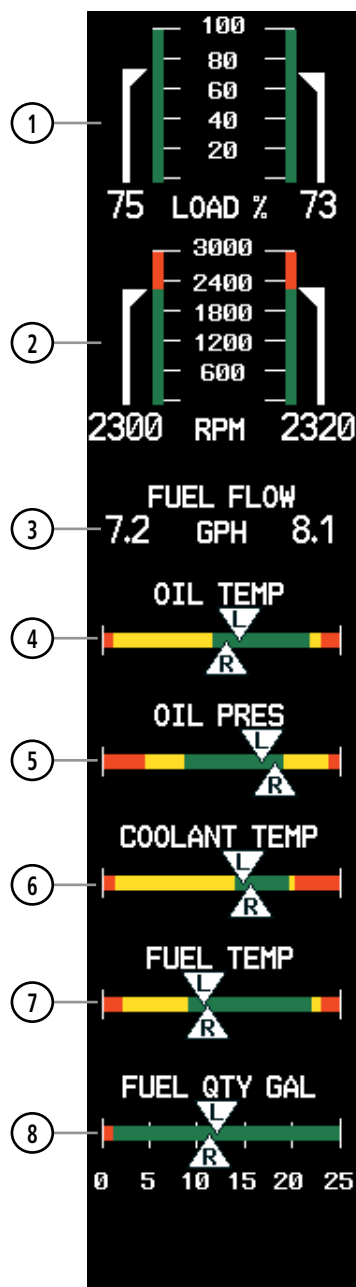 100
80
1
60
40
20
75 LOAD % 73
3000
2400
1800
2
1200
600
2300 RPM 2320
FUEL FLOW
3
7.2 GPH 8.1
OIL TEMP
L
4
R
OIL PRES
L
5
R
COOLANT TEMP
L
6
R
FUEL TEMP
L
7
R
FUEL QTY GAL
L
8
R
0 5 10 15 20 25